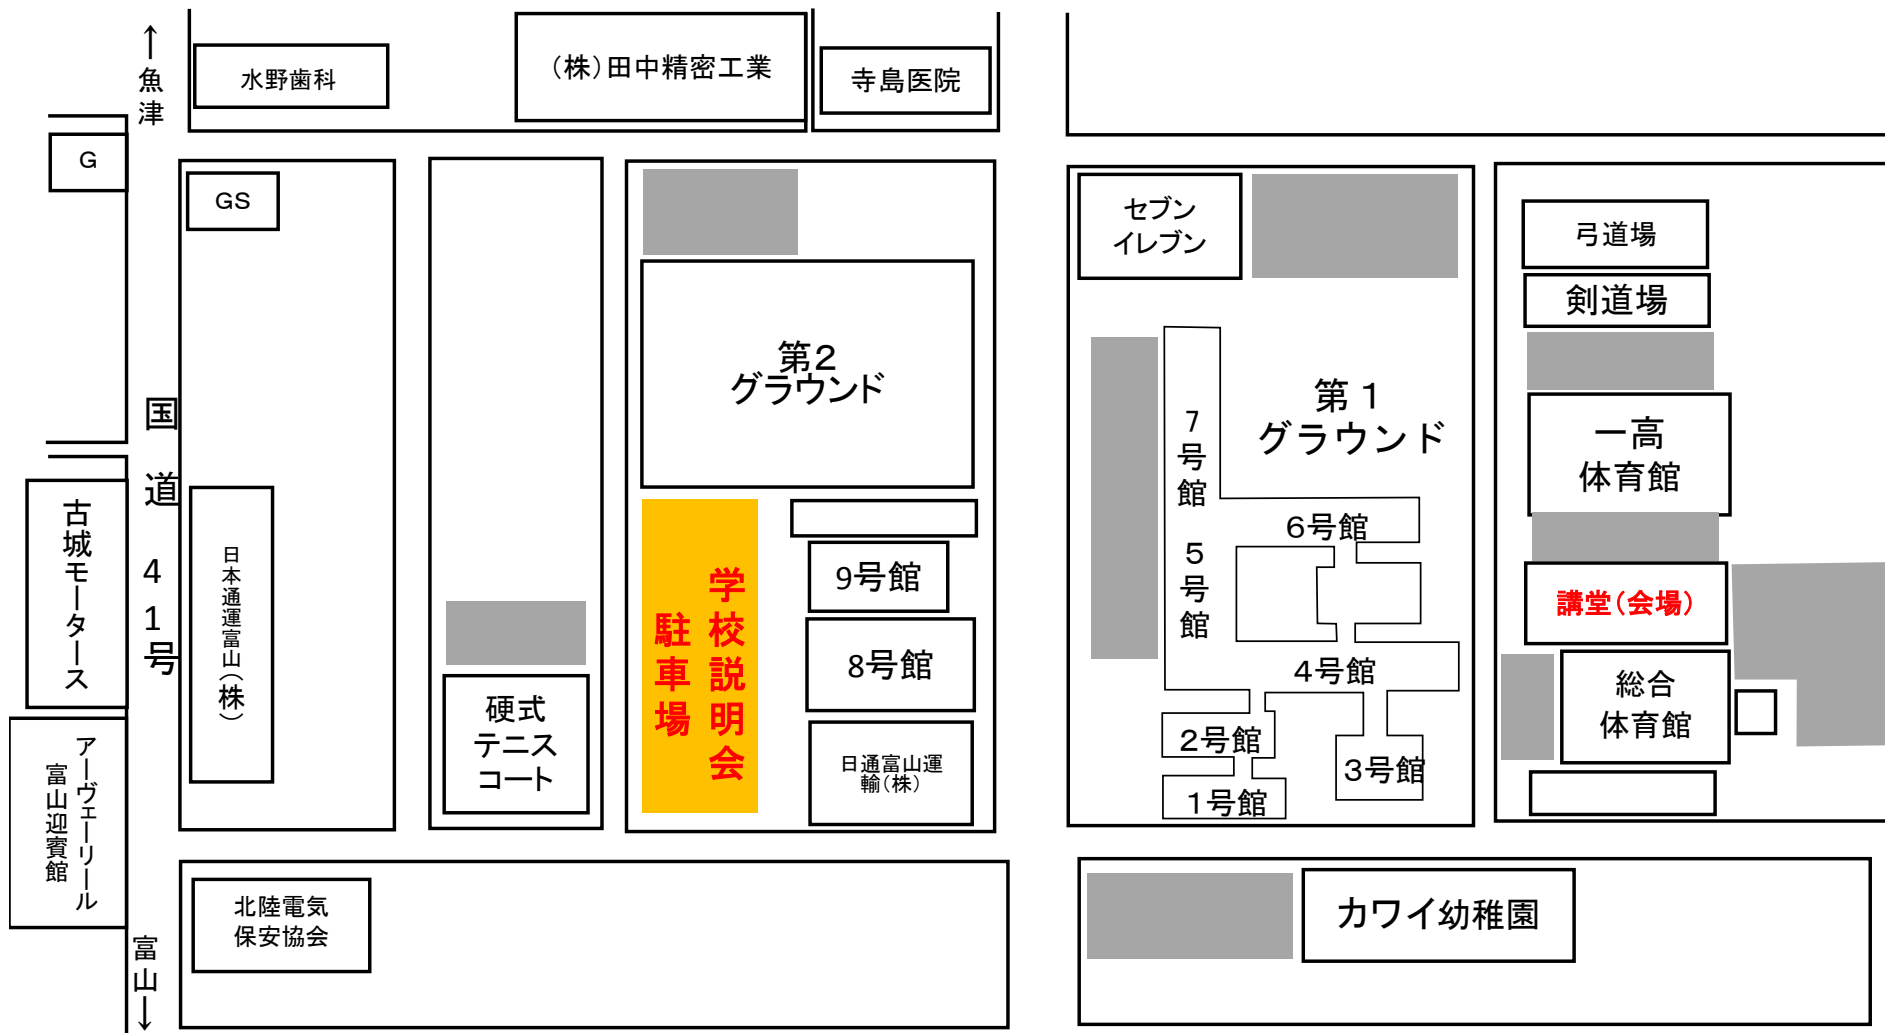 ↑魚津
水野歯科
(株)田中精密工業
寺島医院
G
GS
国道41号
古城モータース
アーヴェーリール
富山迎賓館
日本通運富山(株)
富山↓
硬式
テニス
コート
第2
グラウンド
学校説明会
駐車場
9号館
8号館
日通富山運
輸(株)
セブン
イレブン
第1
グラウンド
7号館
5号館
6号館
4号館
2号館
3号館
1号館
弓道場
剣道場
一高
体育館
講堂(会場)
総合
体育館
北陸電気
保安協会
カワイ幼稚園